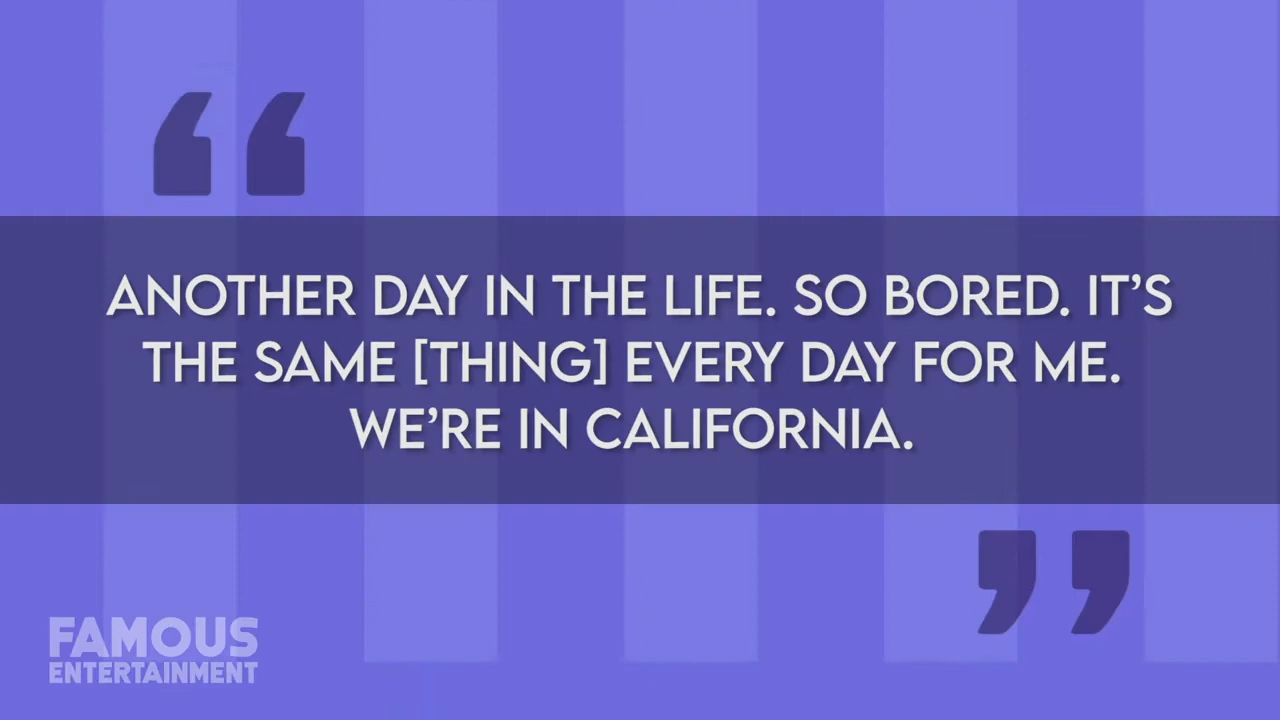 ANOTHER DAY IN THE LIFE. SO BORED. IT’S
THE SAME [THING] EVERY DAY FOR ME.
WE’RE IN CALIFORNIA.
FAMOUS
ENTERTAINMENT